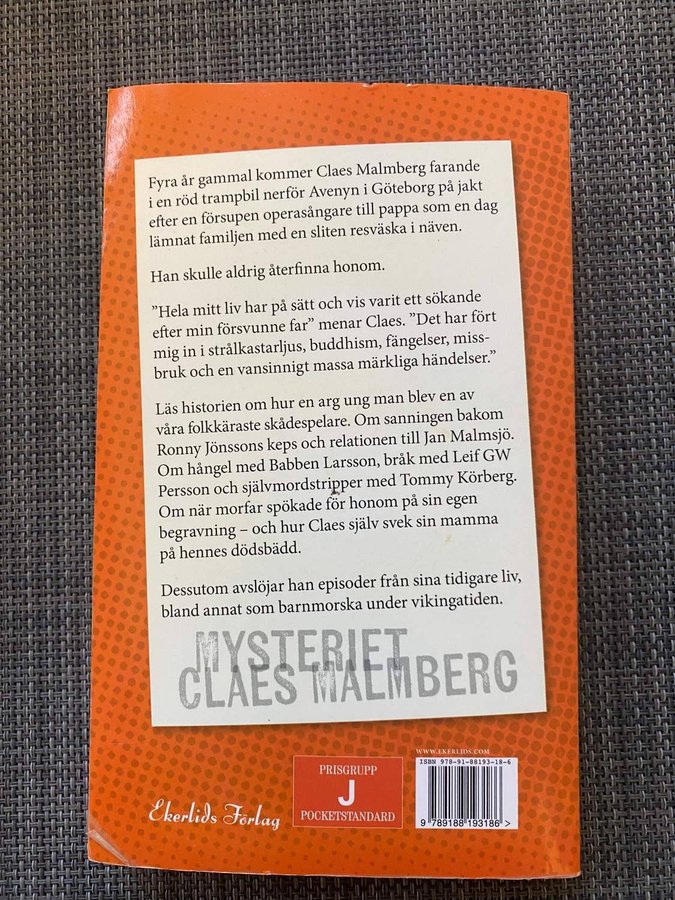 Fyra år gammal kommer Claes Malmberg farande
i en röd trampbil nerför Avenyn i Göteborg på jakt
efter en försupen operasångare till pappa som en dag
lämnat familjen med en sliten resväska i näven.
Han skulle aldrig återfinna honom.
”Hela mitt liv har på sätt och vis varit ett sökande
efter min försvunne far” menar Claes. ”Det har fört
mig in i strålkastarljus, buddhism, fängelser, miss-
bruk och en vansinnigt massa märkliga händelser.”
Läs historien om hur en arg ung man blev en av
våra folkkäraste skådespelare. Om sanningen bakom
Ronny Jönssons keps och relationen till Jan Malmsjö.
Om hångel med Babben Larsson, bråk med Leif GW
Persson och självmordstripper med Tommy Körberg.
Om när morfar spökade för honom på sin egen
begravning – och hur Claes själv svek sin mamma
på hennes dödsbädd.
Dessutom avslöjar han episoder från sina tidigare liv,
bland annat som barnmorska under vikingatiden.
MYSTERIET
CLAES MALMBERG
WWW.EKERLIDS.COM
ISBN 978-91-88193-18-6
Ekerlids Förlag
PRISGRUPP
J
POCKETSTANDARD
9 789188 193186 >